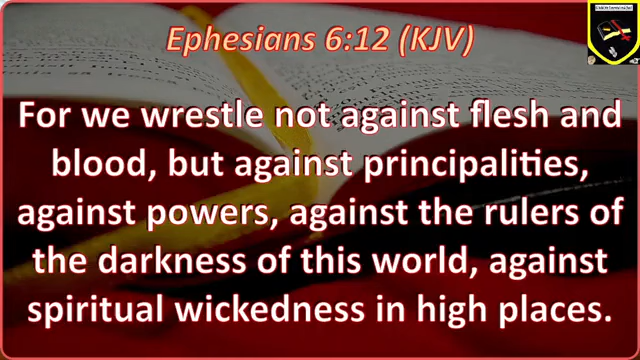 Ephesians 6:12 (KJV)
For we wrestle not against flesh and
blood, but against principalities,
against powers, against the rulers of
the darkness of this world, against
spiritual wickedness in high places.